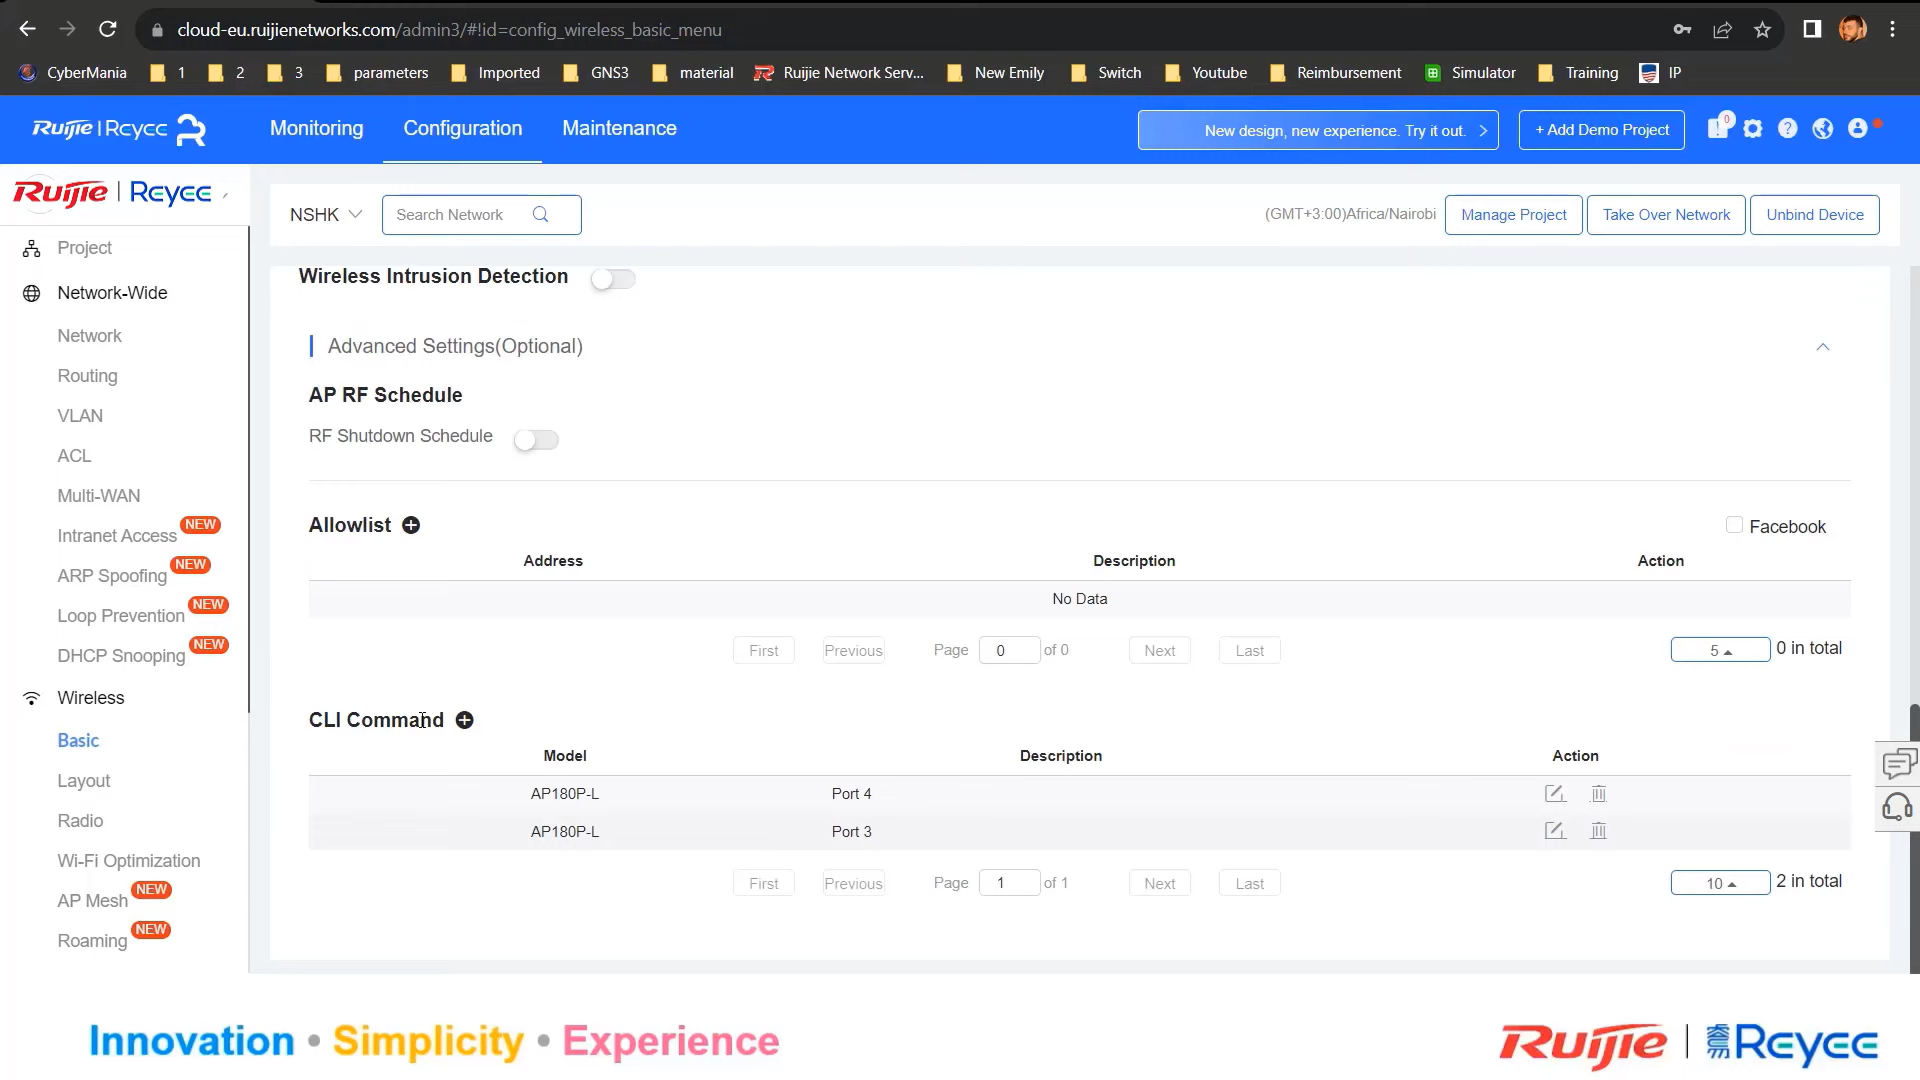 cloud-eu.ruijienetworks.com/admin3/#!id=config_wireless_basic_menu
CyberMania 1 2 3 parameters Imported GNS3 material Ruijie Network Serv... New Emily Switch Youtube Reimbursement Simulator Training IP
Ruijie | Reyee Monitoring Configuration Maintenance New design, new experience. Try it out. + Add Demo Project 0
Ruijie | Reyee
NSHK Search Network (GMT+3:00)Africa/Nairobi Manage Project Take Over Network Unbind Device
Project
Network-Wide
Network
Routing
VLAN
ACL
Multi-WAN
Intranet Access NEW
ARP Spoofing NEW
Loop Prevention NEW
DHCP Snooping NEW
Wireless
Basic
Layout
Radio
Wi-Fi Optimization
AP Mesh NEW
Roaming NEW
Wireless Intrusion Detection
Advanced Settings(Optional)
AP RF Schedule
RF Shutdown Schedule
Allowlist Facebook
Address Description Action
No Data
First Previous Page 0 of 0 Next Last 5 0 in total
CLI Command
Model Description Action
AP180P-L Port 4
AP180P-L Port 3
First Previous Page 1 of 1 Next Last 10 2 in total
Innovation • Simplicity • Experience
Ruijie | 睿易 Reyee